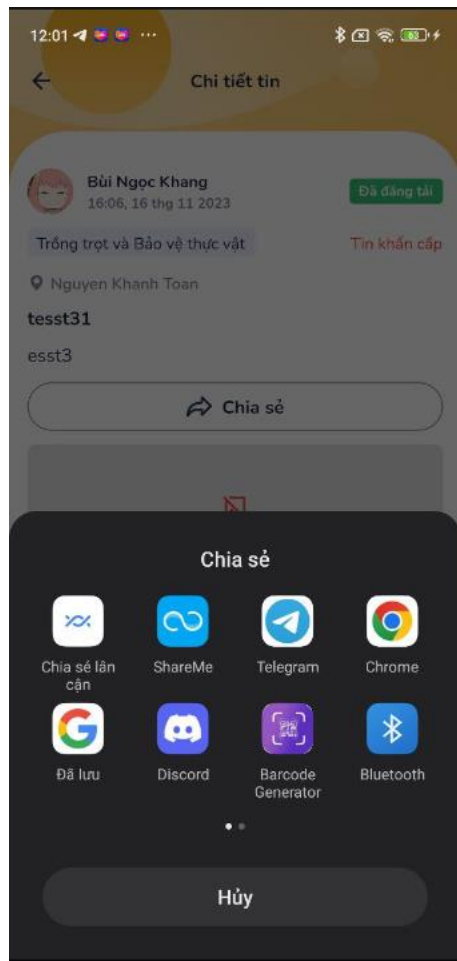 12:01
63
Chi tiết tin
Bùi Ngọc Khang
16:06, 16 thg 11 2023
Đã đăng tải
Trồng trọt và Bảo vệ thực vật
Tin khẩn cấp
Nguyen Khanh Toan
tesst31
esst3
Chia sẻ
Chia sẻ
Chia sẻ lân
cận
ShareMe
Telegram
Chrome
Đã lưu
Discord
Barcode
Generator
Bluetooth
Hủy